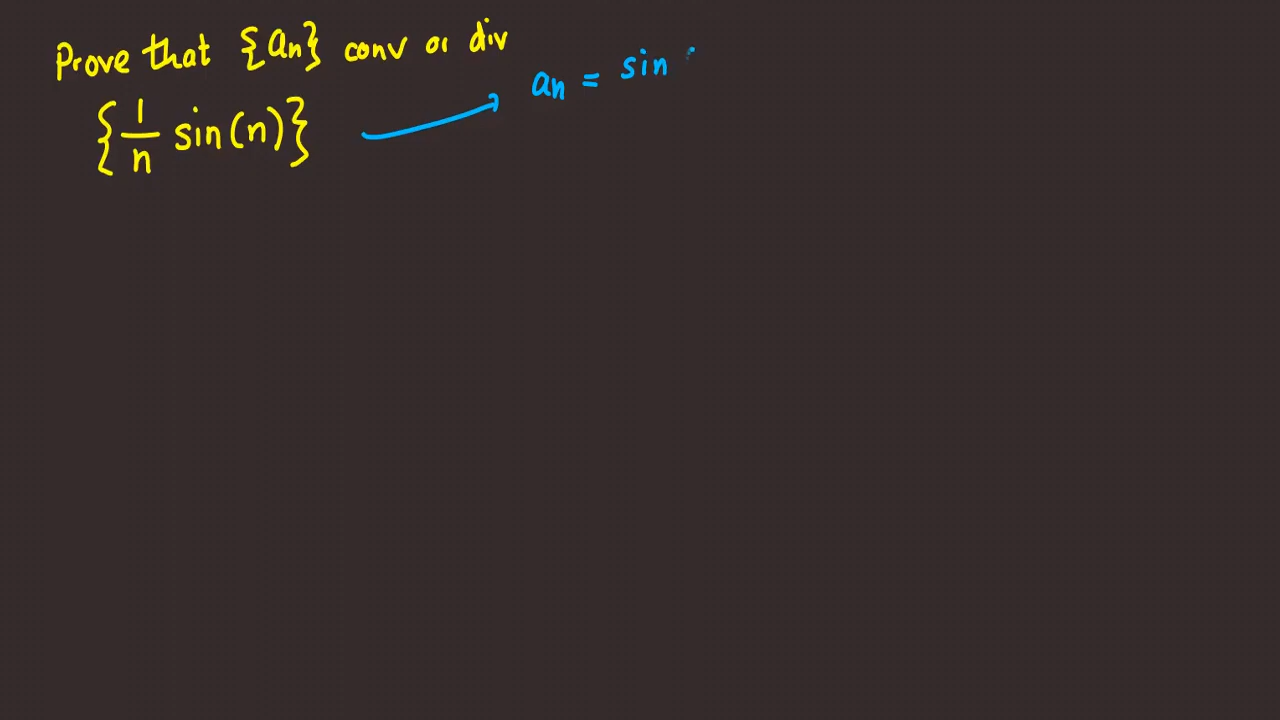 Prove that {an} conv or div
{1/n sin(n)} → an = sin